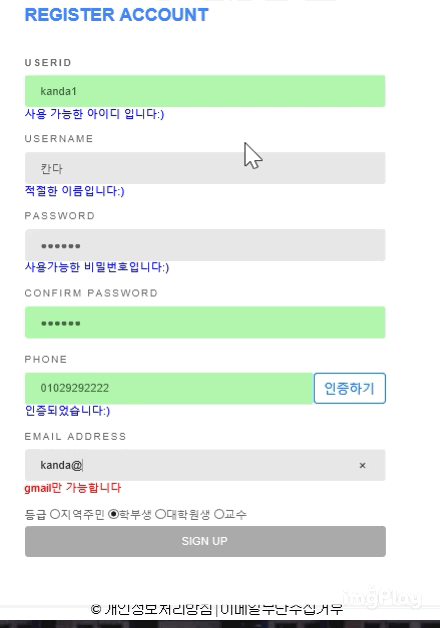 REGISTER ACCOUNT
USERID
kanda1
사용 가능한 아이디 입니다:)
USERNAME
칸다
적절한 이름입니다:)
PASSWORD
●●●●●●
사용가능한 비밀번호입니다:)
CONFIRM PASSWORD
●●●●●●
PHONE
01029292222 인증하기
인증되었습니다:)
EMAIL ADDRESS
kanda@ ×
gmail만 가능합니다
등급 ○지역주민 ◉학부생 ○대학원생 ○교수
SIGN UP
imgPlay
© 개인정보처리방침 | 이메일무단수집거부